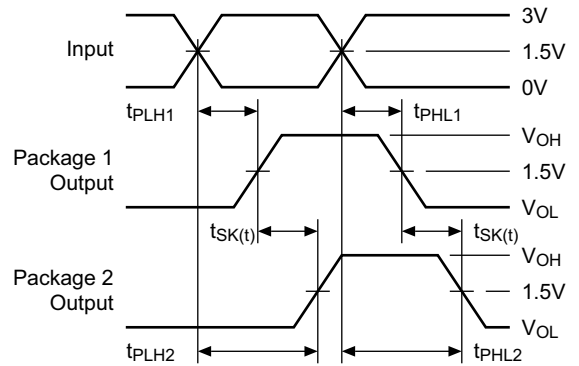 3V
Input
1.5V
0V
tPLH1
tPHL1
VOH
Package 1
Output
1.5V
VOL
tSK(t)
tSK(t)
VOH
Package 2
Output
1.5V
VOL
tPLH2
tPHL2